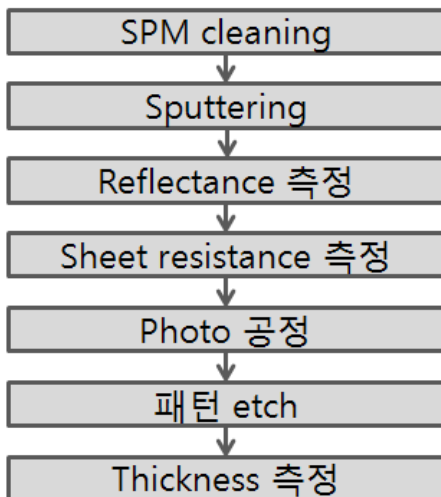 SPM cleaning
Sputtering
Reflectance 측정
Sheet resistance 측정
Photo 공정
패턴 etch
Thickness 측정